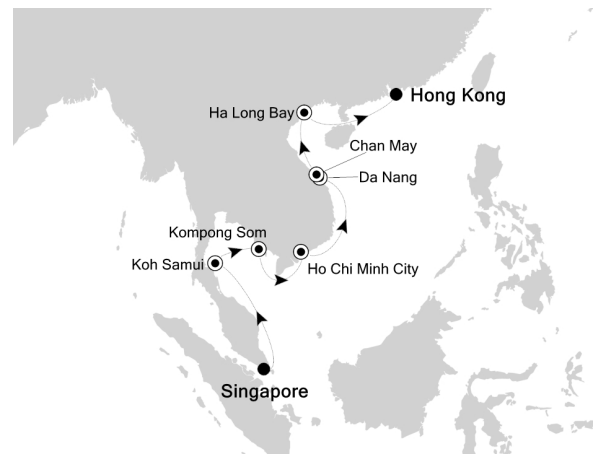 Hong Kong
Ha Long Bay
Chan May
Da Nang
Kompong Som
Koh Samui
Ho Chi Minh City
Singapore